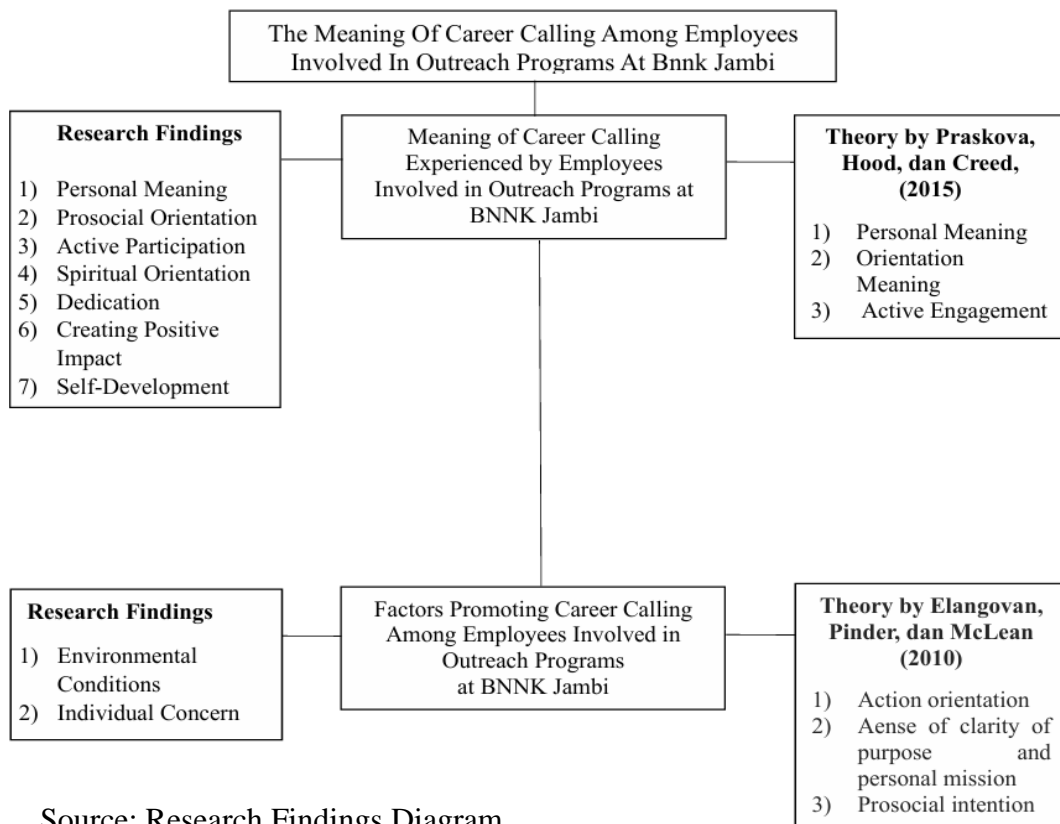 The Meaning Of Career Calling Among Employees
Involved In Outreach Programs At Bnnk Jambi
Research Findings
1) Personal Meaning
2) Prosocial Orientation
3) Active Participation
4) Spiritual Orientation
5) Dedication
6) Creating Positive
Impact
7) Self-Development
Meaning of Career Calling
Experienced by Employees
Involved in Outreach Programs at
BNNK Jambi
Theory by Praskova,
Hood, dan Creed,
(2015)
1) Personal Meaning
2) Orientation
Meaning
3) Active Engagement
Research Findings
1) Environmental
Conditions
2) Individual Concern
Factors Promoting Career Calling
Among Employees Involved in
Outreach Programs
at BNNK Jambi
Theory by Elangovan,
Pinder, dan McLean
(2010)
1) Action orientation
2) Aense of clarity of
purpose and
personal mission
3) Prosocial intention
Source: Research Findings Diagram